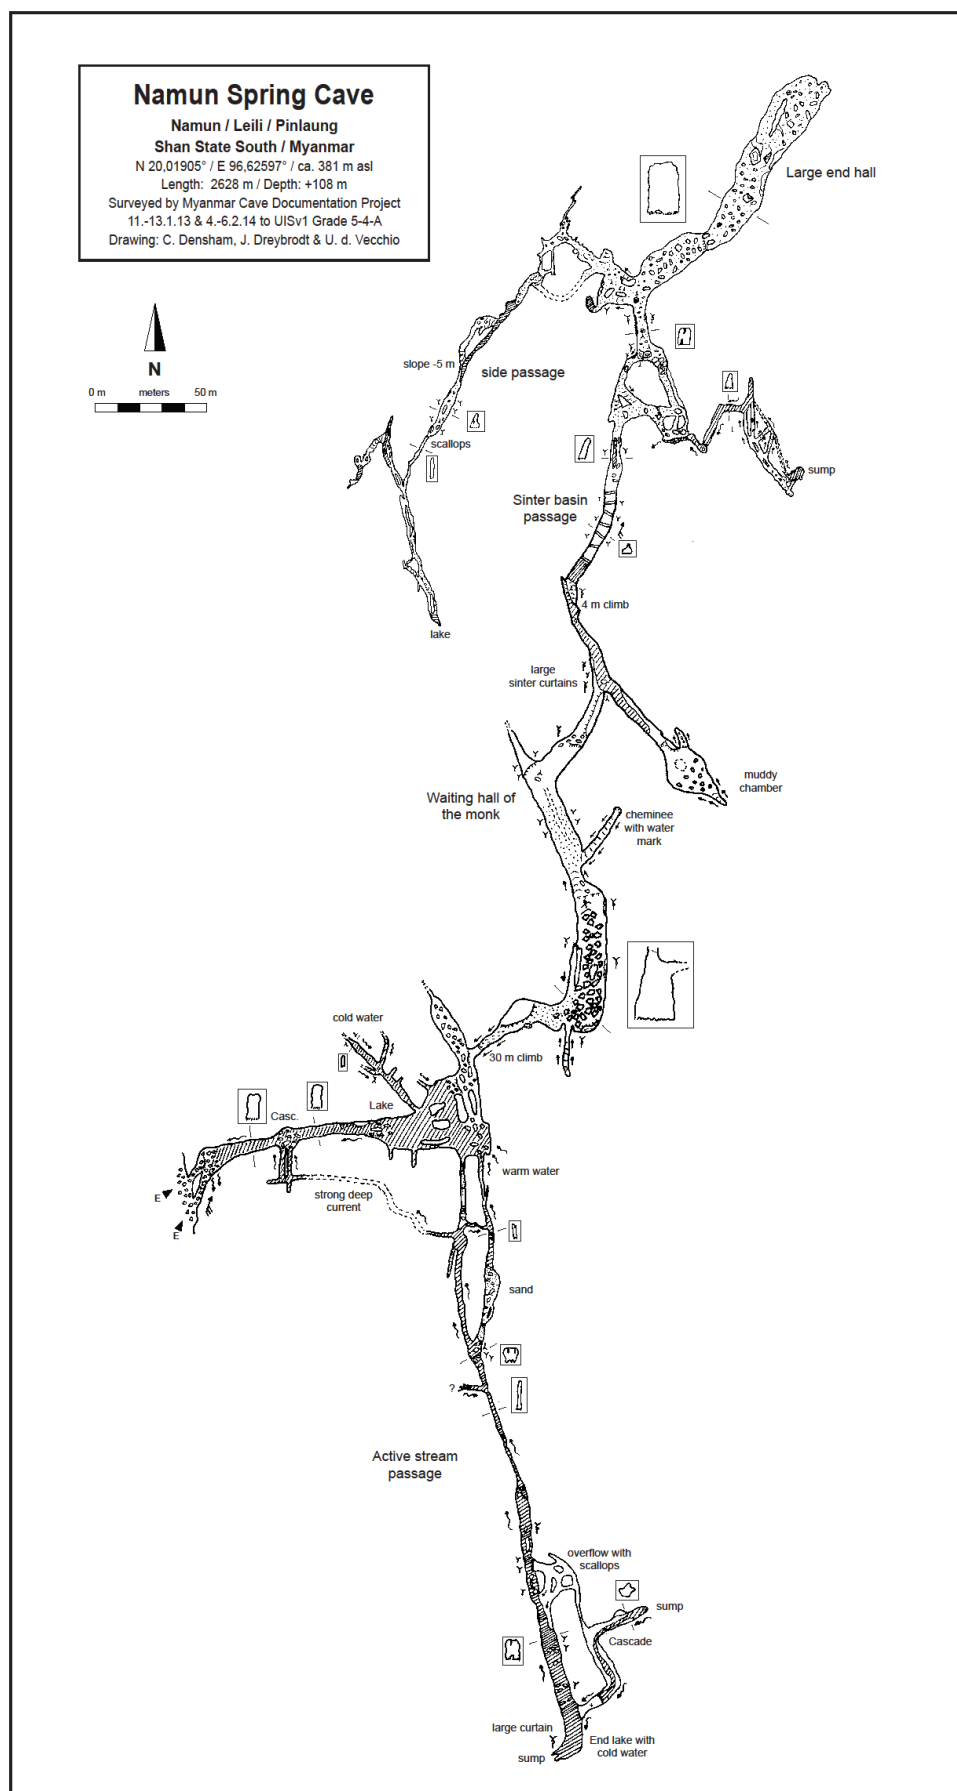 Namun Spring Cave
Namun / Leili / Pinlaung
Shan State South / Myanmar
N 20,01905° / E 96,62597° / ca. 381 m asl
Length: 2628 m / Depth: +108 m
Surveyed by Myanmar Cave Documentation Project
11.-13.1.13 & 4.-6.2.14 to UISv1 Grade 5-4-A
Drawing: C. Densham, J. Dreybrodt & U. d. Vecchio
N
0 m meters 50 m
Large end hall
slope -5 m
side passage
scallops
sump
Sinter basin
passage
4 m climb
lake
large
sinter curtains
muddy
chamber
Waiting hall of
the monk
cheminee
with water
mark
cold water
30 m climb
Lake
Casc.
warm water
E
E
strong deep
current
sand
?
Active stream
passage
overflow with
scallops
sump
Cascade
large curtain
End lake with
cold water
sump